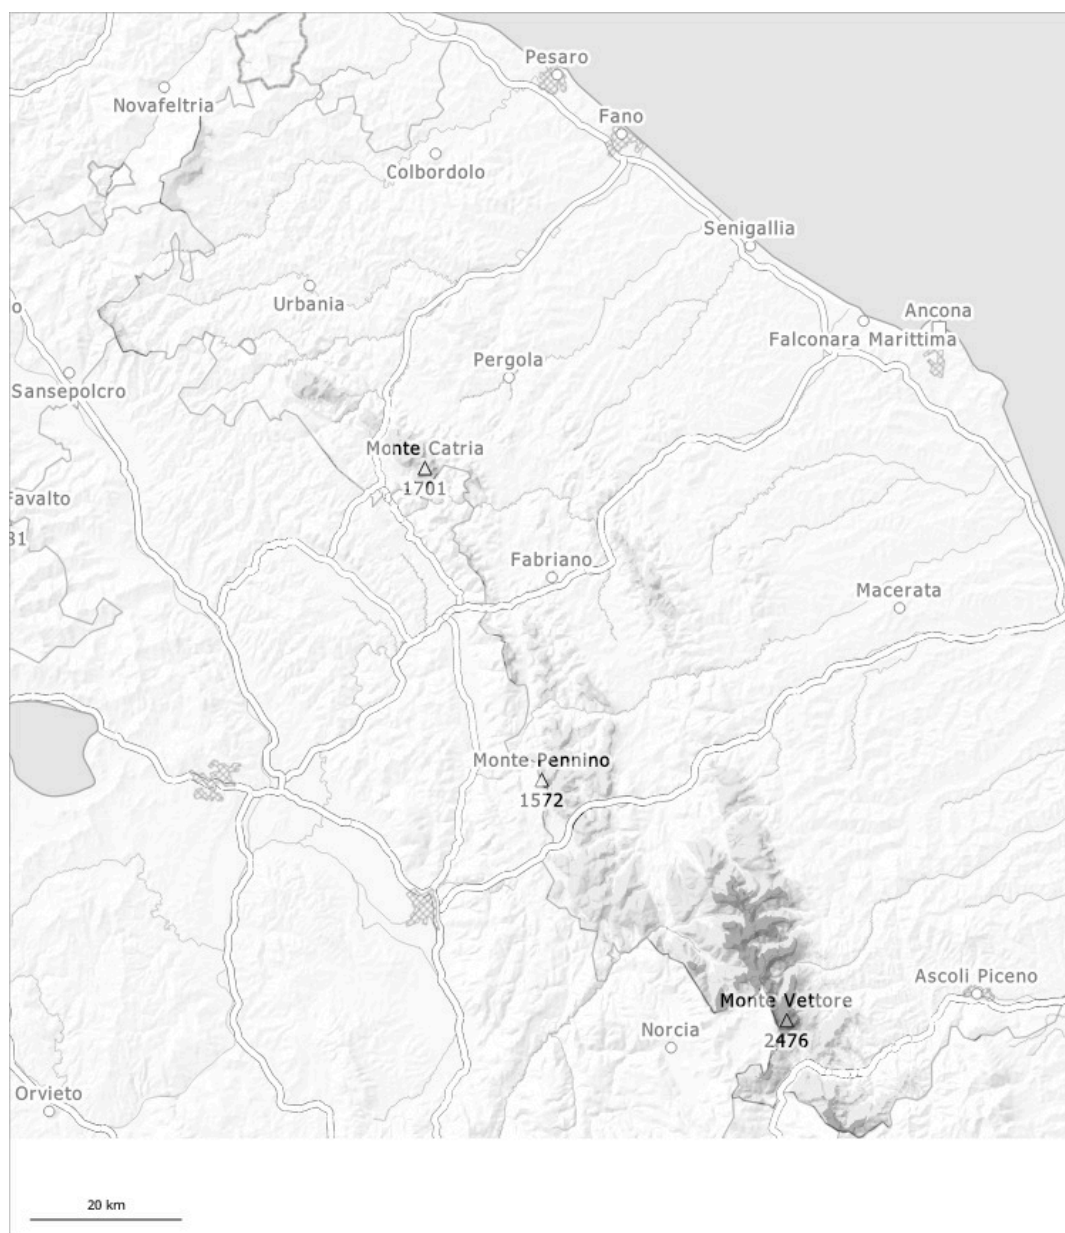 Pesaro
Novafeltria
Fano
Colbordolo
Senigallia
Urbania
o
Ancona
Falconara Marittima
Pergola
Sansepolcro
Monte Catria
1701
Favalto
31
Fabriano
Macerata
Monte Pennino
1572
Ascoli Piceno
Monte Vettore
2476
Norcia
Orvieto
20 km